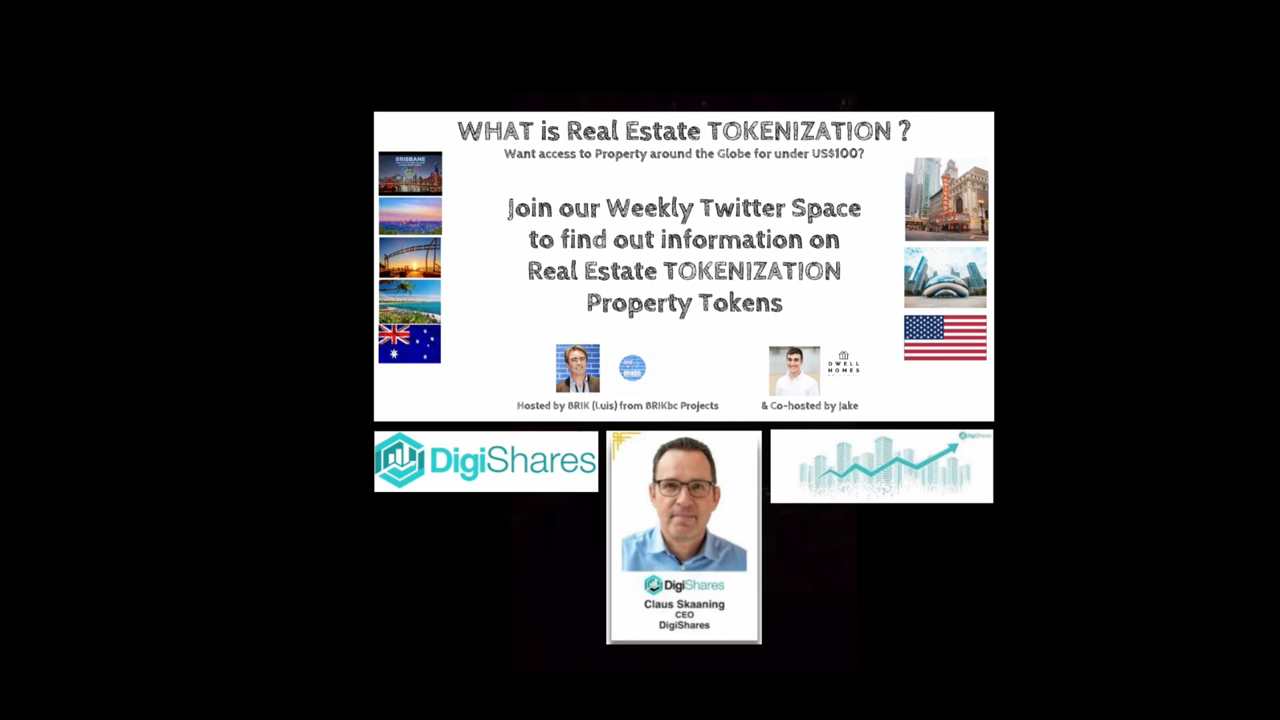 WHAT is Real Estate TOKENIZATION ?
Want access to Property around the Globe for under US$100?
BRISBANE
Join our Weekly Twitter Space
to find out information on
Real Estate TOKENIZATION
Property Tokens
DWELL
HOMES
Hosted by BRIK (Luis) from BRIKbc Projects
& Co-hosted by Jake
DigiShares
DigiShares
DigiShares
Claus Skaaning
CEO
DigiShares